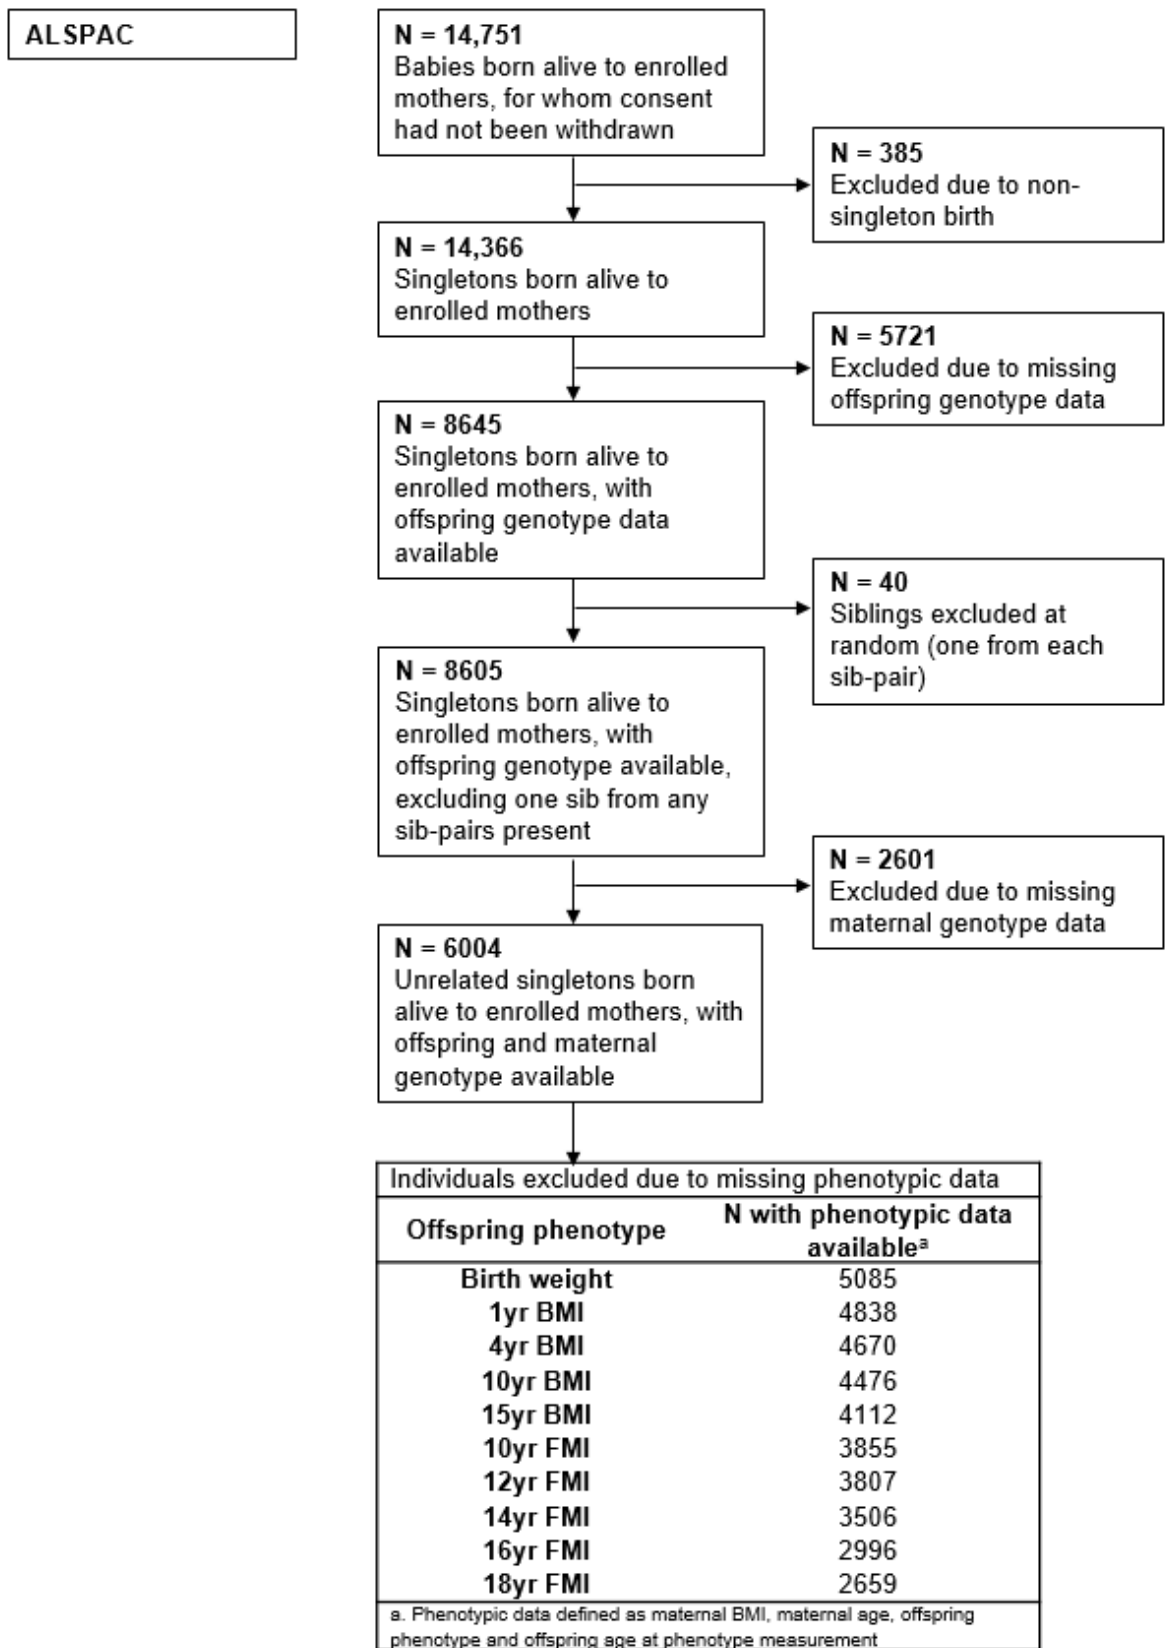 ALSPAC
N = 14,751
Babies born alive to enrolled
mothers, for whom consent
had not been withdrawn
N = 385
Excluded due to non-
singleton birth
N = 14,366
Singletons born alive to
enrolled mothers
N = 5721
Excluded due to missing
offspring genotype data
N = 8645
Singletons born alive to
enrolled mothers, with
offspring genotype data
available
N = 40
Siblings excluded at
random (one from each
sib-pair)
N = 8605
Singletons born alive to
enrolled mothers, with
offspring genotype available,
excluding one sib from any
sib-pairs present
N = 2601
Excluded due to missing
maternal genotype data
N = 6004
Unrelated singletons born
alive to enrolled mothers, with
offspring and maternal
genotype available
Individuals excluded due to missing phenotypic data
Offspring phenotype N with phenotypic data
availableᵃ
Birth weight 5085
1yr BMI 4838
4yr BMI 4670
10yr BMI 4476
15yr BMI 4112
10yr FMI 3855
12yr FMI 3807
14yr FMI 3506
16yr FMI 2996
18yr FMI 2659
a. Phenotypic data defined as maternal BMI, maternal age, offspring
phenotype and offspring age at phenotype measurement